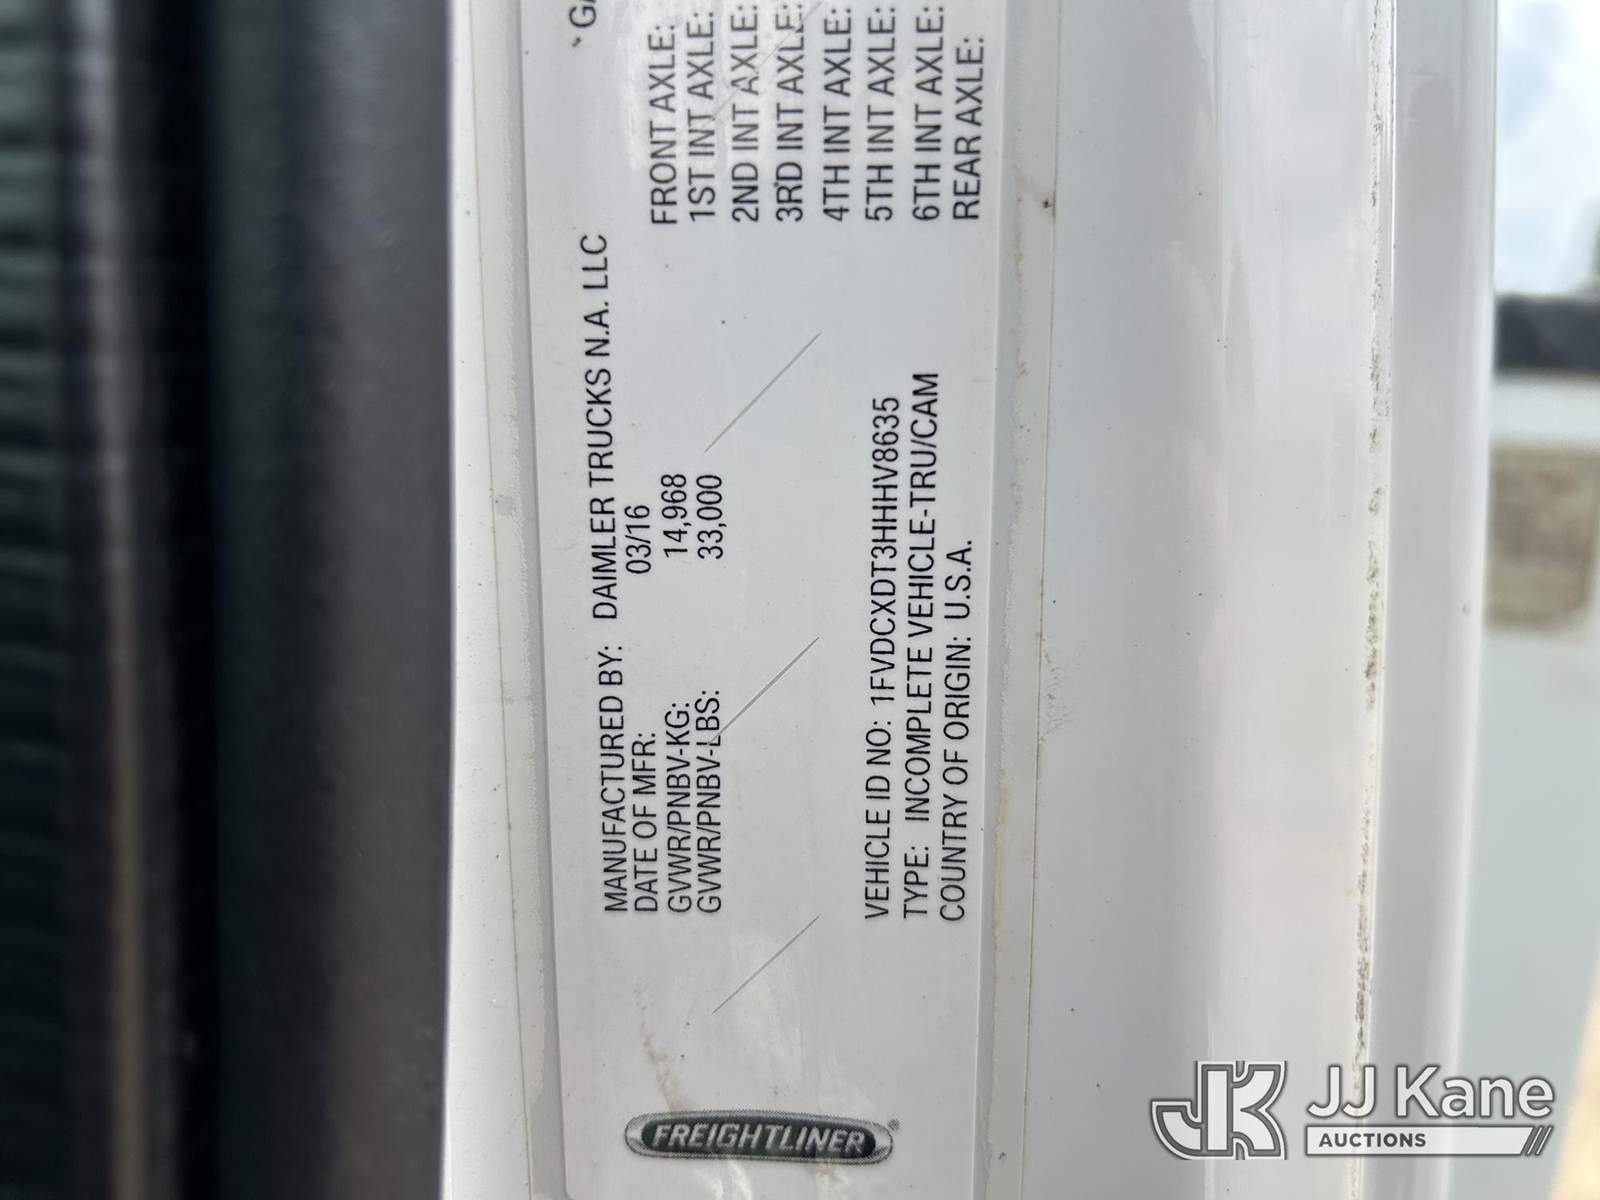 FREIGHTLINER®
MANUFACTURED BY: DAIMLER TRUCKS N.A. LLC
DATE OF MFR: 03/16
GVWR/PNBV-KG: 14,968
GVWR/PNBV-LBS: 33,000
VEHICLE ID NO: 1FVDCXDT3HHHV8635
TYPE: INCOMPLETE VEHICLE-TRU/CAM
COUNTRY OF ORIGIN: U.S.A.
FRONT AXLE:
1ST INT AXLE:
2ND INT AXLE:
3RD INT AXLE:
4TH INT AXLE:
5TH INT AXLE:
6TH INT AXLE:
REAR AXLE:
JK JJ Kane
AUCTIONS